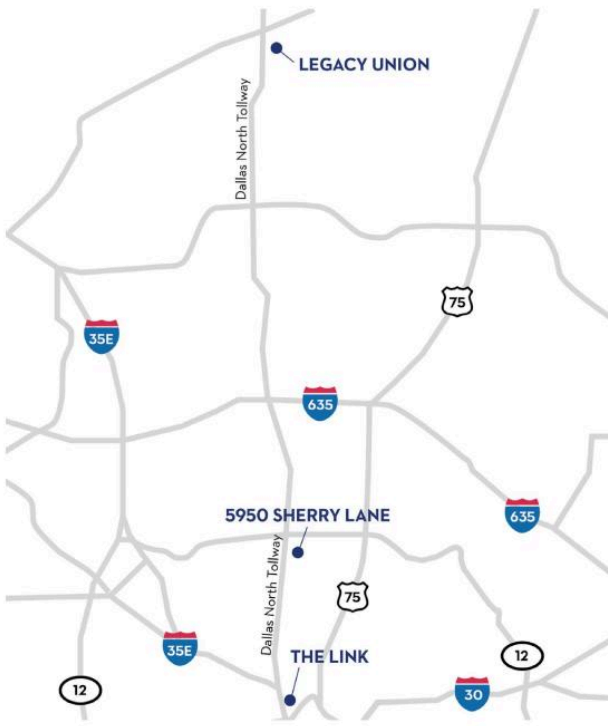 LEGACY UNION
Dallas North Tollway
75
35E
635
635
5950 SHERRY LANE
Dallas North Tollway
75
35E
THE LINK
12
12
30